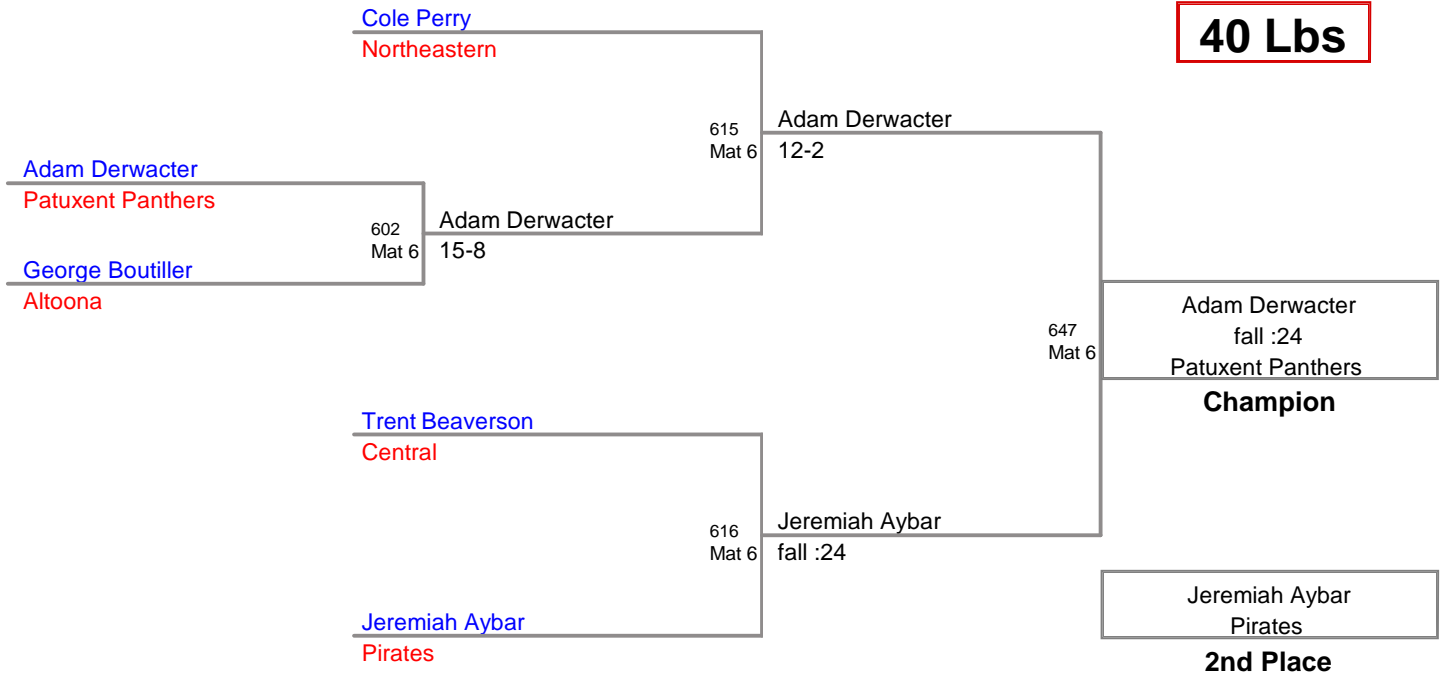 Cole Perry
Northeastern
40 Lbs
615
Mat 6
Adam Derwacter
12-2
Adam Derwacter
Patuxent Panthers
602
Mat 6
Adam Derwacter
15-8
George Boutiller
Altoona
647
Mat 6
Adam Derwacter
fall :24
Patuxent Panthers
Champion
Trent Beaverson
Central
616
Mat 6
Jeremiah Aybar
fall :24
Jeremiah Aybar
Pirates
Jeremiah Aybar
Pirates
2nd Place